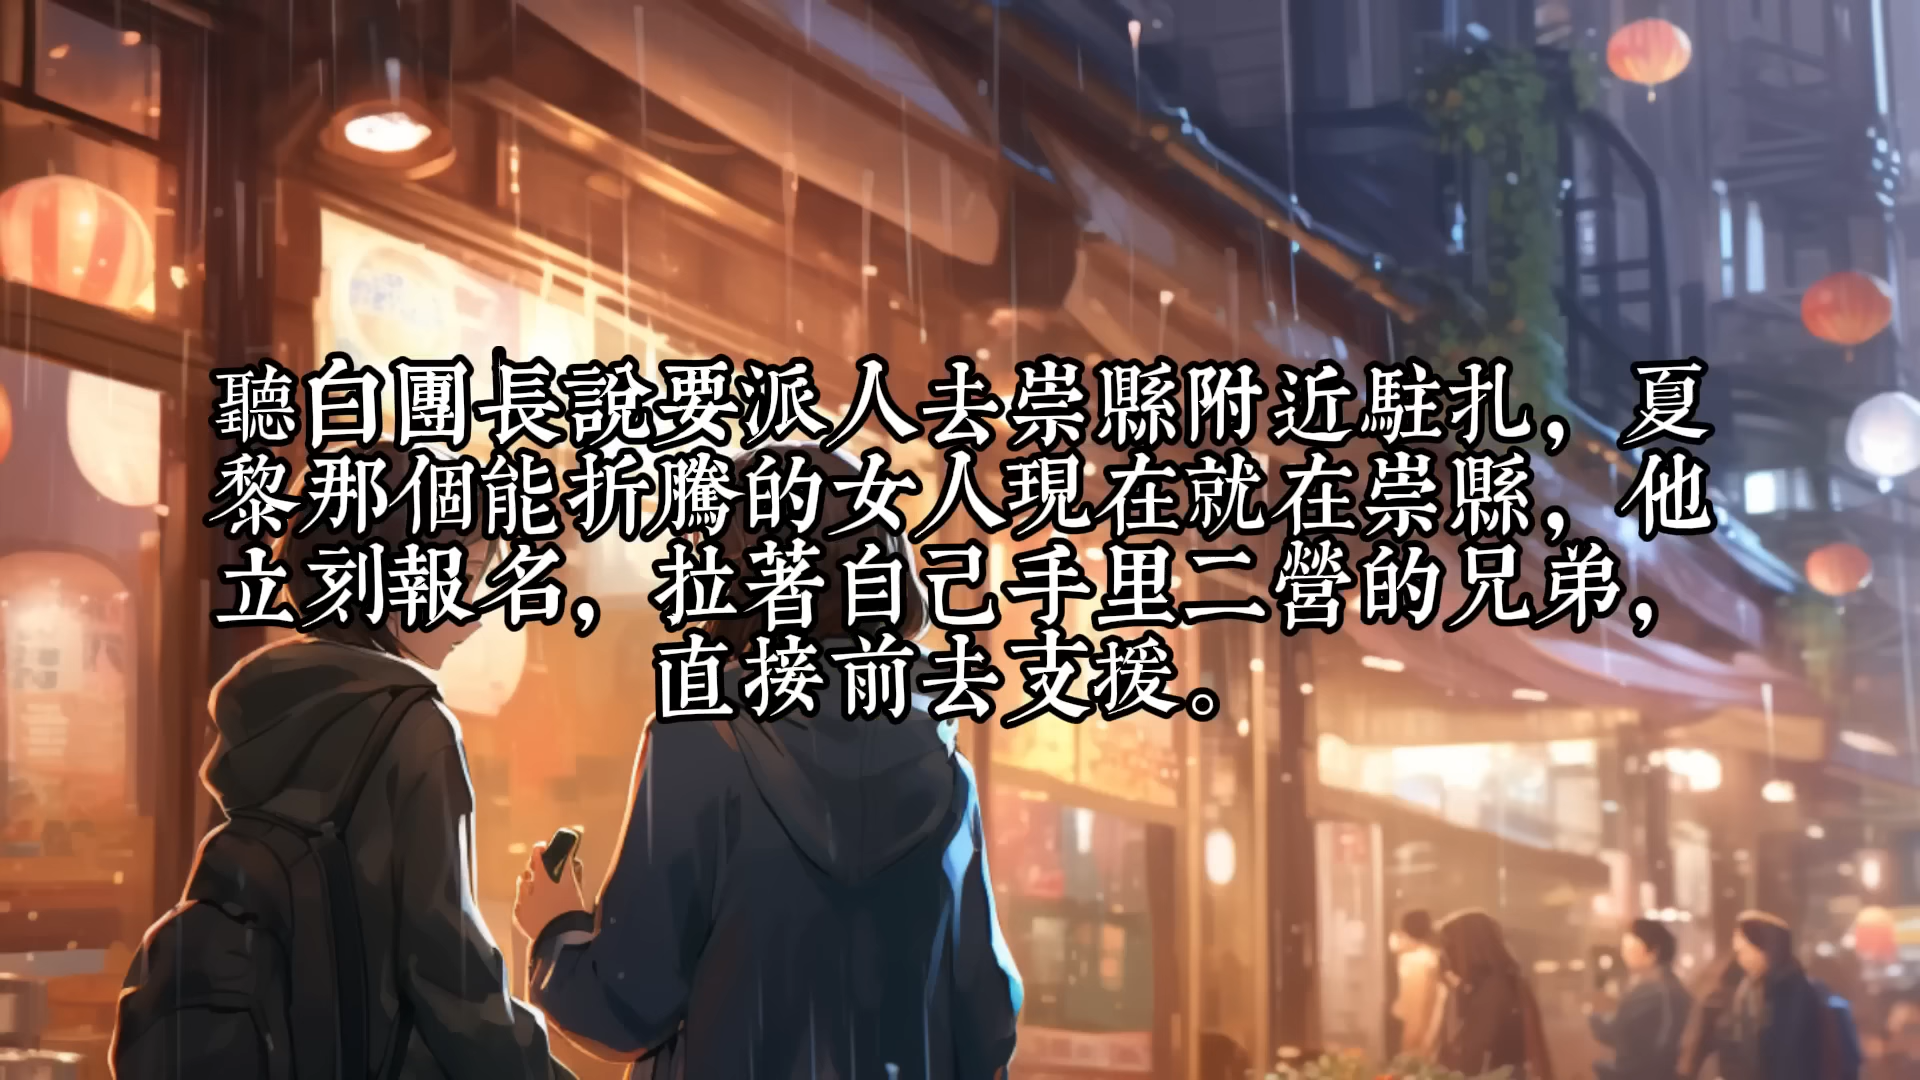 聽白團長說要派人去崇縣附近駐扎，夏
黎那個能折騰的女人現在就在崇縣，他
立刻報名，拉著自己手里二營的兄弟，
直接前去支援。